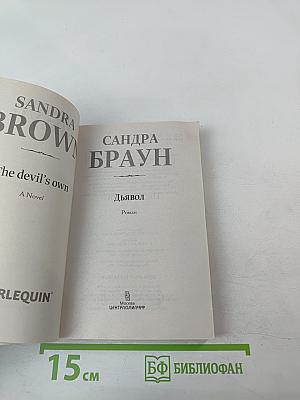 SANDRA
BROWN
The devil's own
A Novel
RLEQUIN®
САНДРА
БРАУН
Дьявол
Роман
Москва
ЦЕНТРПОЛИГРАФ
15 см
БФ БИБЛИОФАН